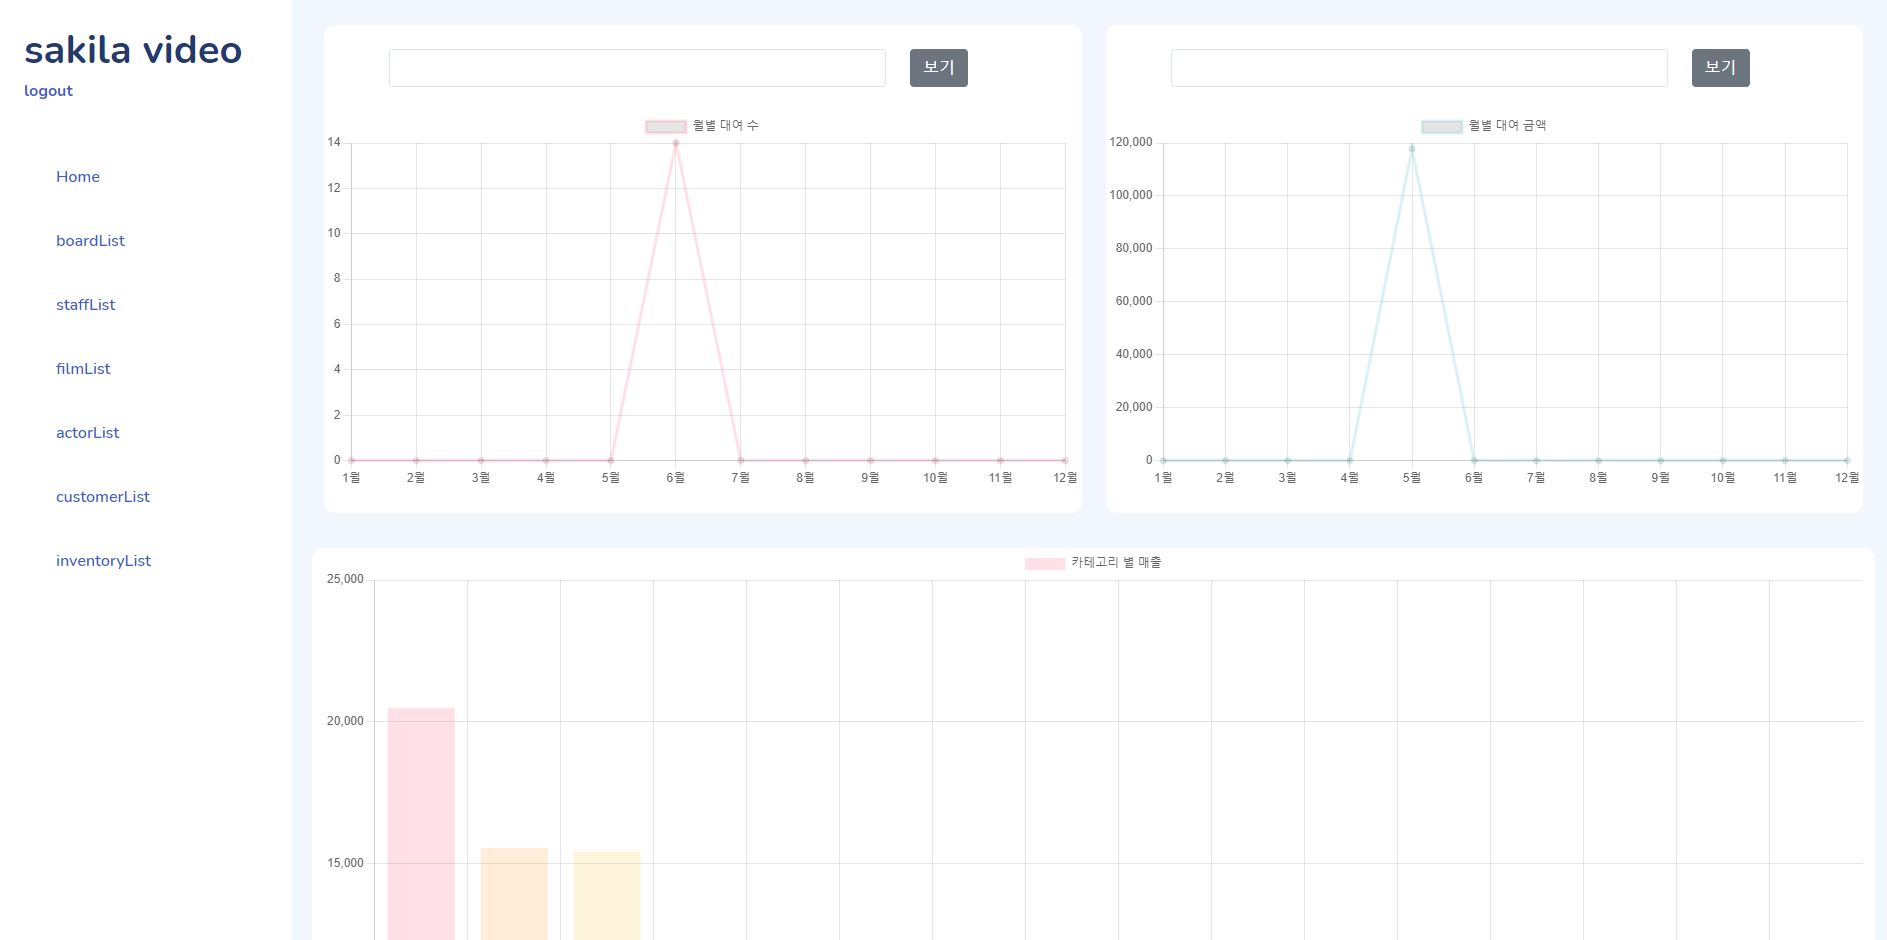 sakila video
logout
Home
boardList
staffList
filmList
actorList
customerList
inventoryList
보기
월별 대여 수
14
12
10
8
6
4
2
0
1월 2월 3월 4월 5월 6월 7월 8월 9월 10월 11월 12월
보기
월별 대여 금액
120,000
100,000
80,000
60,000
40,000
20,000
0
1월 2월 3월 4월 5월 6월 7월 8월 9월 10월 11월 12월
카테고리 별 매출
25,000
20,000
15,000